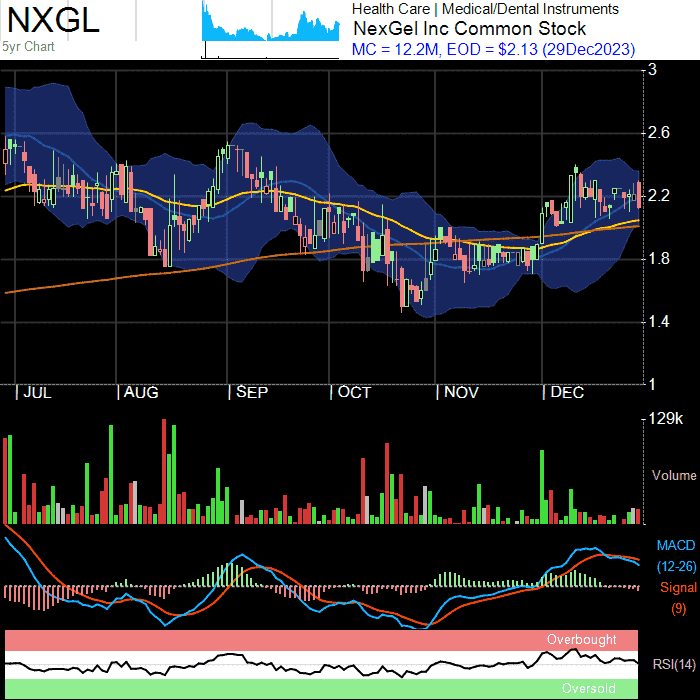 NXGL
5yr Chart
Health Care | Medical/Dental Instruments
NexGel Inc Common Stock
MC = 12.2M, EOD = $2.13 (29Dec2023)
3
2.6
2.2
1.8
1.4
1
| JUL | AUG | SEP | OCT | NOV | DEC
129k
Volume
MACD
(12-26)
Signal
(9)
Overbought
RSI(14)
Oversold